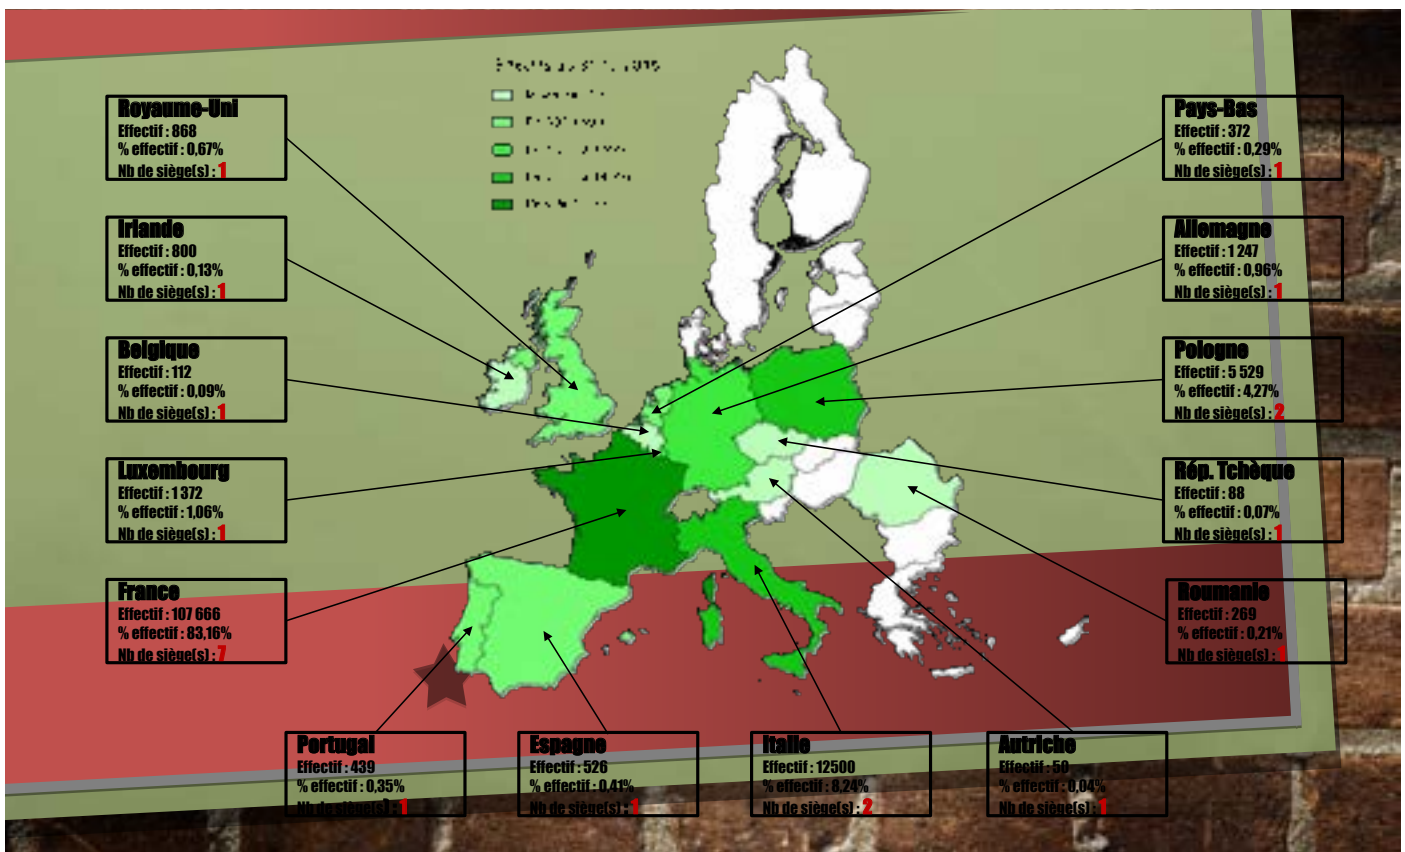 Royaume-Uni
Effectif : 868
% effectif : 0,67%
Nb de siège(s) : 1
Irlande
Effectif : 800
% effectif : 0,13%
Nb de siège(s) : 1
Belgique
Effectif : 112
% effectif : 0,09%
Nb de siège(s) : 1
Luxembourg
Effectif : 1 372
% effectif : 1,06%
Nb de siège(s) : 1
France
Effectif : 107 666
% effectif : 83,16%
Nb de siège(s) : 7
Portugal
Effectif : 439
% effectif : 0,35%
Nb de siège(s) : 1
Espagne
Effectif : 526
% effectif : 0,41%
Nb de siège(s) : 1
Italie
Effectif : 12500
% effectif : 8,24%
Nb de siège(s) : 2
Autriche
Effectif : 50
% effectif : 0,04%
Nb de siège(s) : 1
Pays-Bas
Effectif : 372
% effectif : 0,29%
Nb de siège(s) : 1
Allemagne
Effectif : 1 247
% effectif : 0,96%
Nb de siège(s) : 1
Pologne
Effectif : 5 529
% effectif : 4,27%
Nb de siège(s) : 2
Rép. Tchèque
Effectif : 88
% effectif : 0,07%
Nb de siège(s) : 1
Roumanie
Effectif : 269
% effectif : 0,21%
Nb de siège(s) :